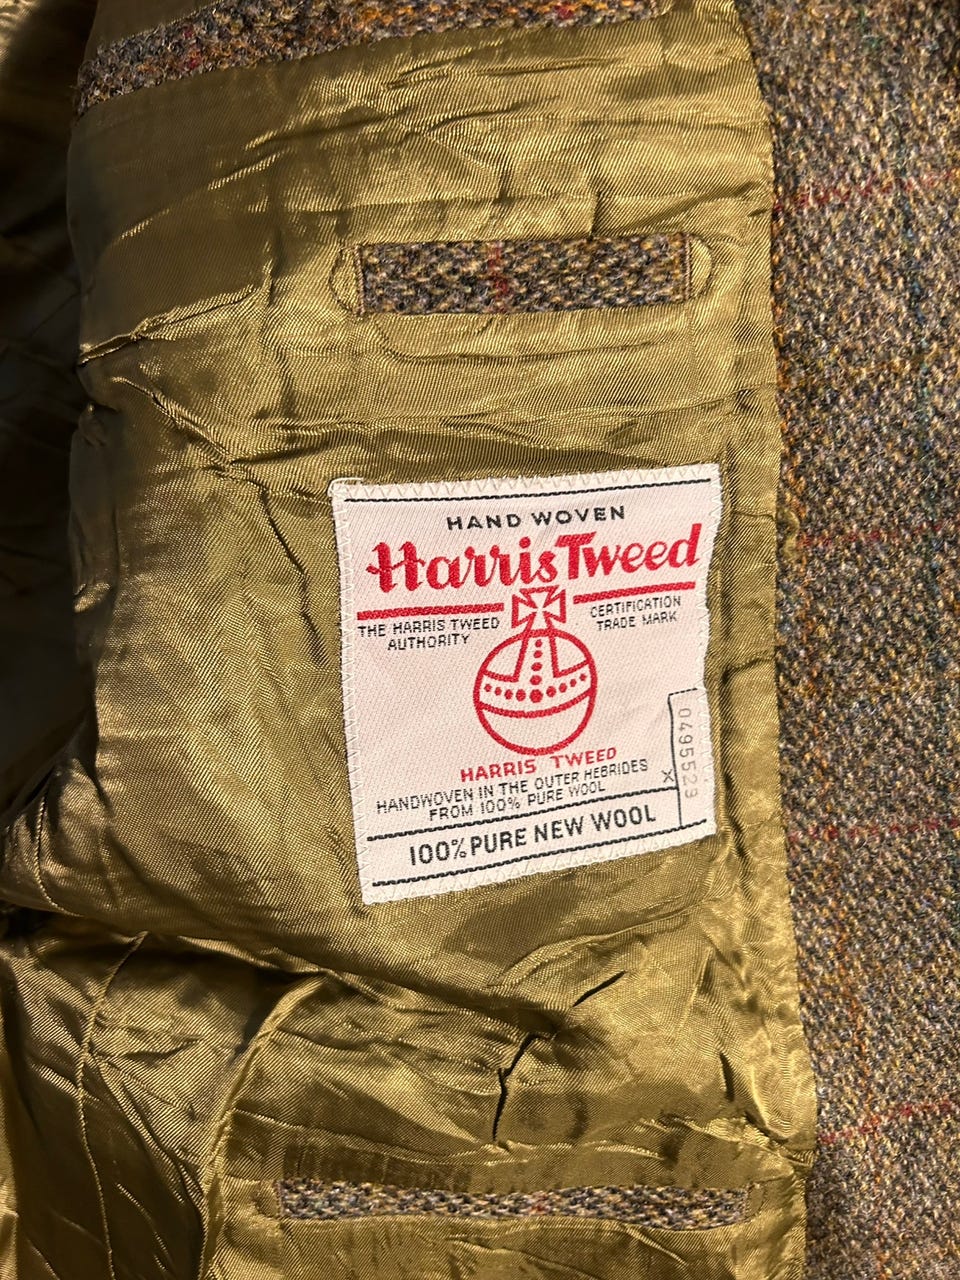 HAND WOVEN
Harris Tweed
THE HARRIS TWEED
AUTHORITY
CERTIFICATION
TRADE MARK
HARRIS TWEED
HANDWOVEN IN THE OUTER HEBRIDES
FROM 100% PURE WOOL
X
0495529
100% PURE NEW WOOL